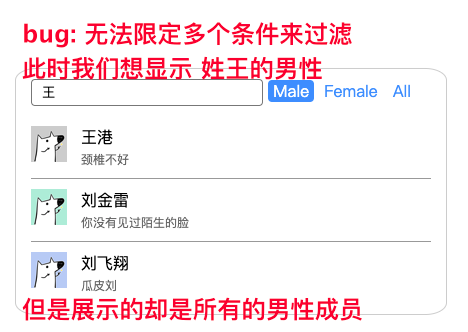 bug: 无法限定多个条件来过滤
此时我们想显示 姓王的男性
王 Male Female All
王港
颈椎不好
刘金雷
你没有见过陌生的脸
刘飞翔
瓜皮刘
但是展示的却是所有的男性成员